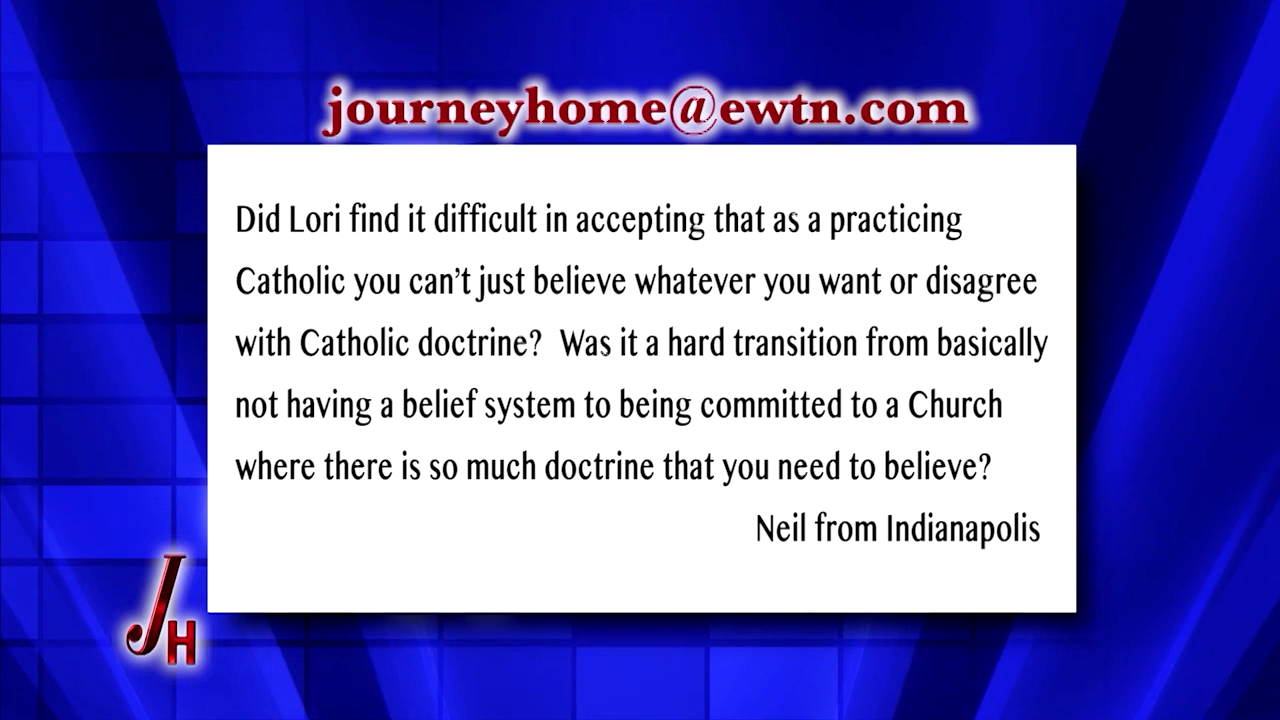 journeyhome@ewtn.com
Did Lori find it difficult in accepting that as a practicing
Catholic you can't just believe whatever you want or disagree
with Catholic doctrine?  Was it a hard transition from basically
not having a belief system to being committed to a Church
where there is so much doctrine that you need to believe?
Neil from Indianapolis
JH